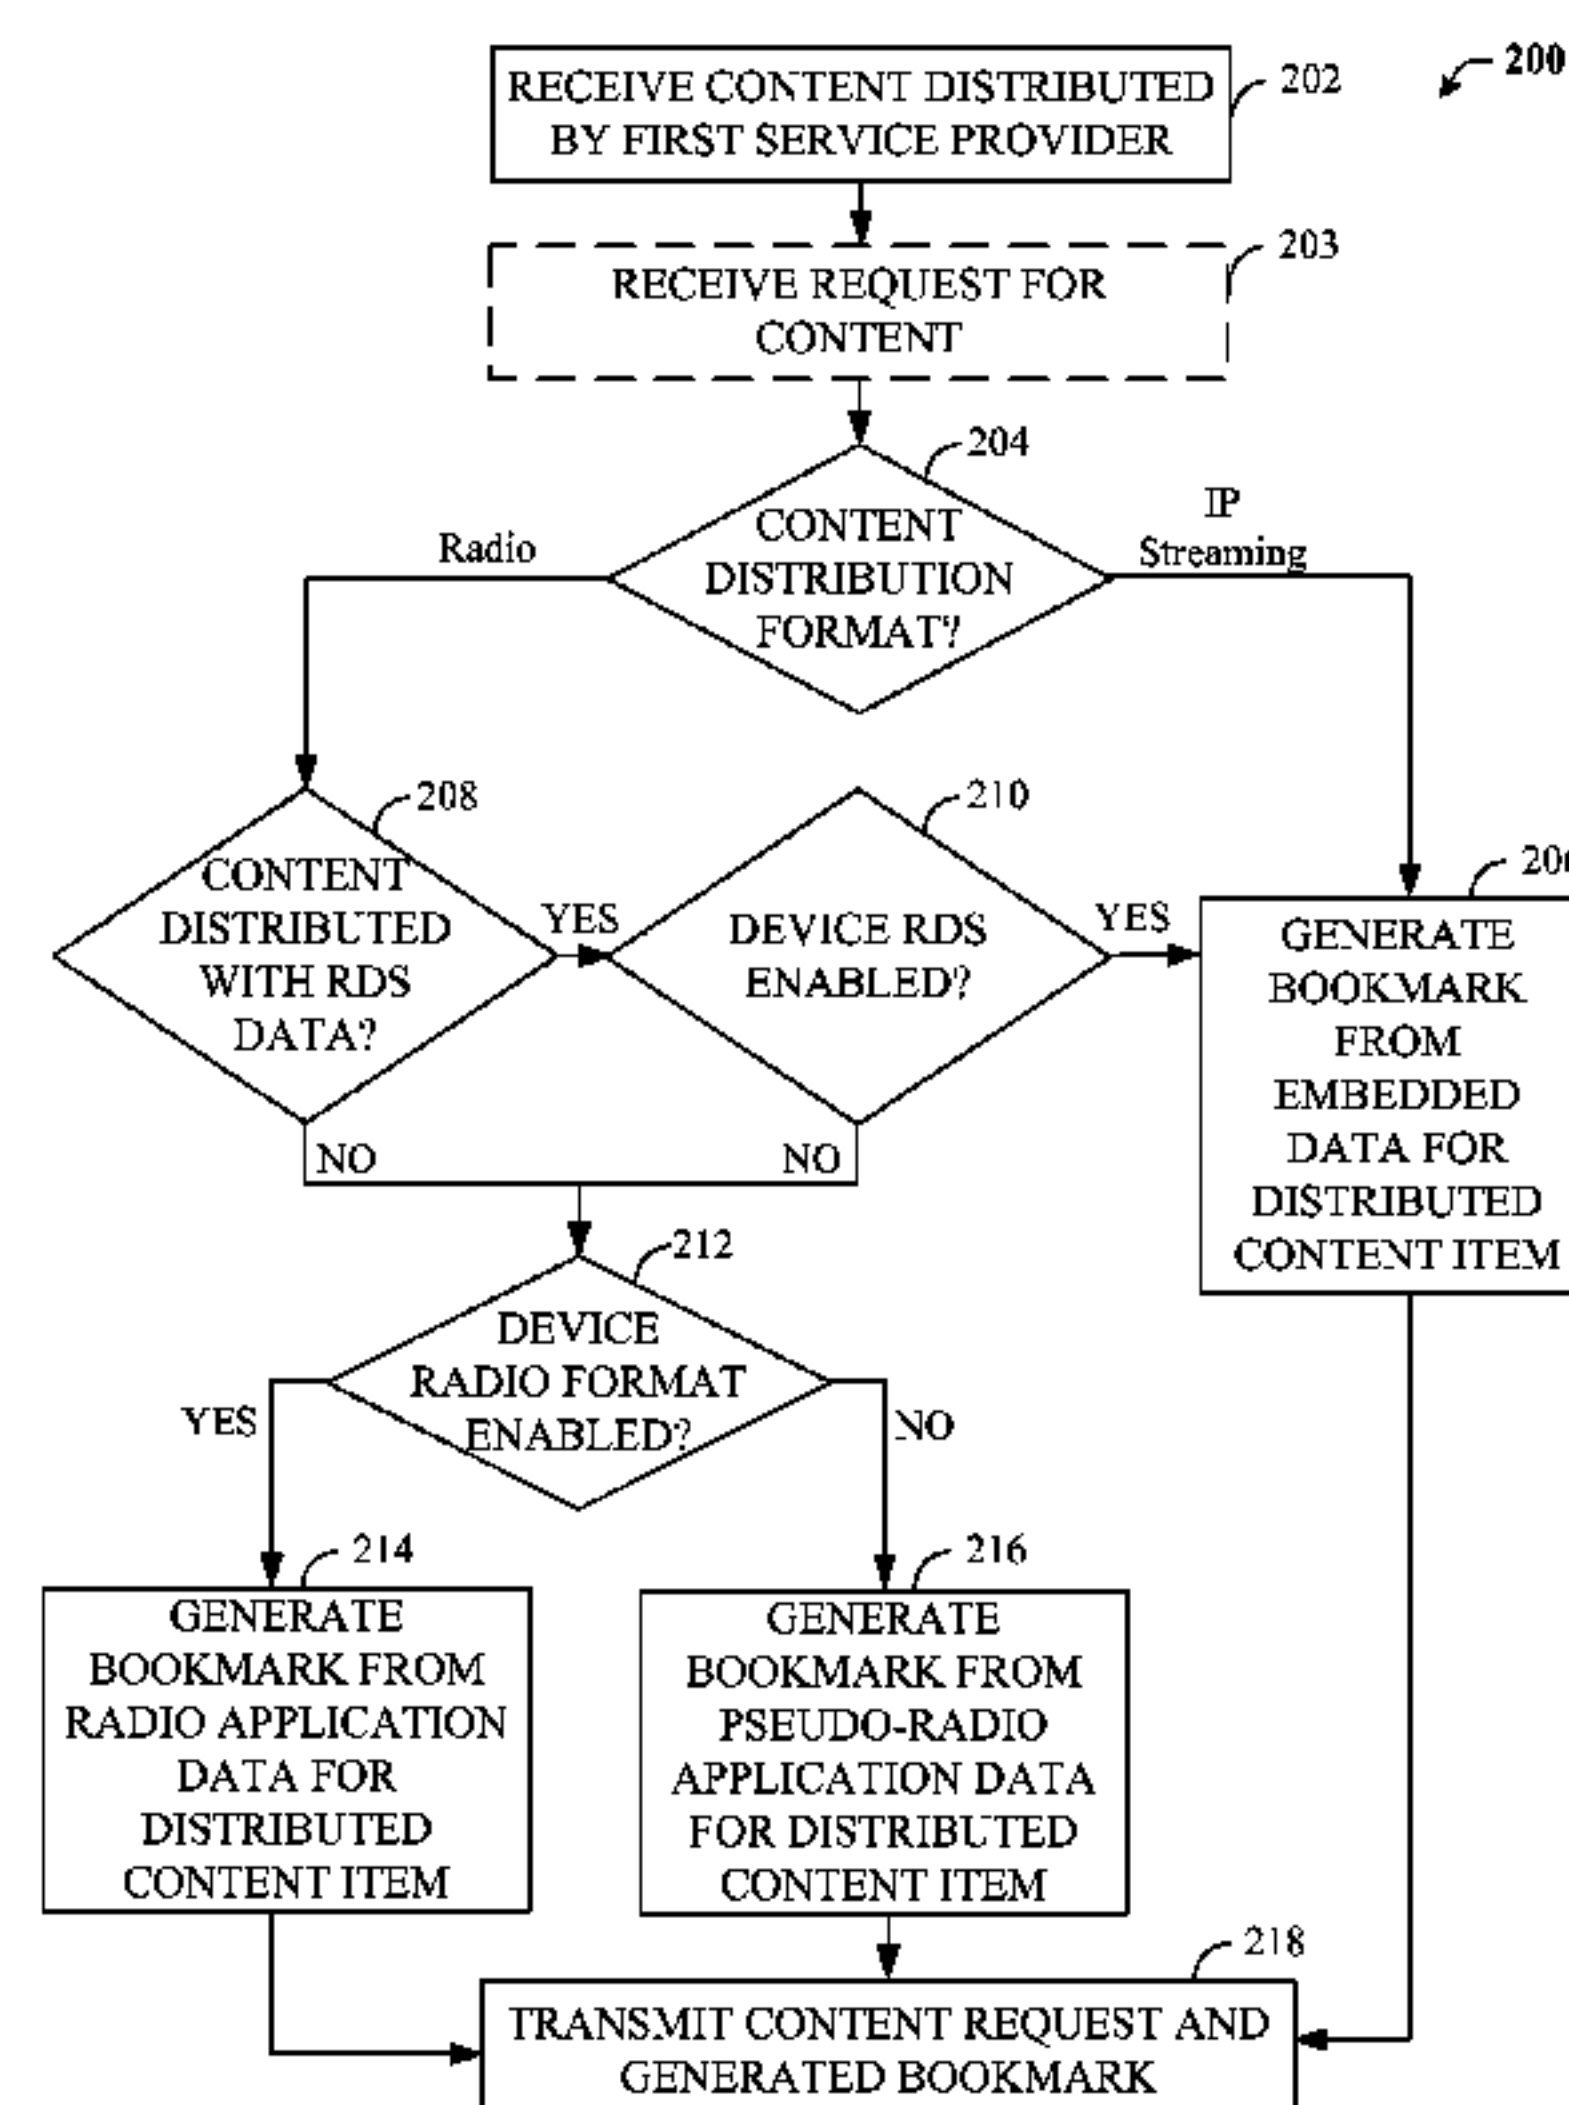 200
RECEIVE CONTENT DISTRIBUTED
BY FIRST SERVICE PROVIDER
202
RECEIVE REQUEST FOR
CONTENT
203
204
CONTENT
DISTRIBUTION
FORMAT?
Radio
IP
Streaming
208
CONTENT
DISTRIBUTED
WITH RDS
DATA?
YES
NO
210
DEVICE RDS
ENABLED?
YES
NO
GENERATE
BOOKMARK
FROM
EMBEDDED
DATA FOR
DISTRIBUTED
CONTENT ITEM
212
DEVICE
RADIO FORMAT
ENABLED?
YES
NO
214
GENERATE
BOOKMARK FROM
RADIO APPLICATION
DATA FOR
DISTRIBUTED
CONTENT ITEM
216
GENERATE
BOOKMARK FROM
PSEUDO-RADIO
APPLICATION DATA
FOR DISTRIBUTED
CONTENT ITEM
218
TRANSMIT CONTENT REQUEST AND
GENERATED BOOKMARK